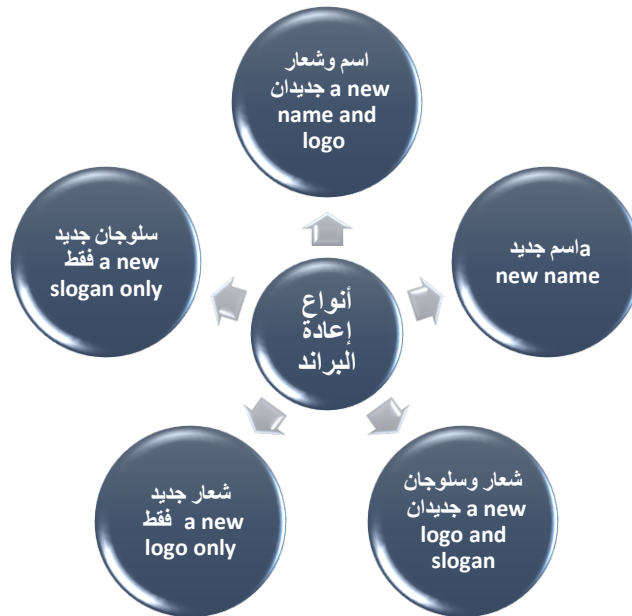 اسم وشعار
جديدان a new
name and
logo
اسم جديد a
new name
شعار وسلوجان
جديدان a new
logo and
slogan
شعار جديد
فقط a new
logo only
سلوجان جديد
فقط a new
slogan only
أنواع
إعادة
البراند